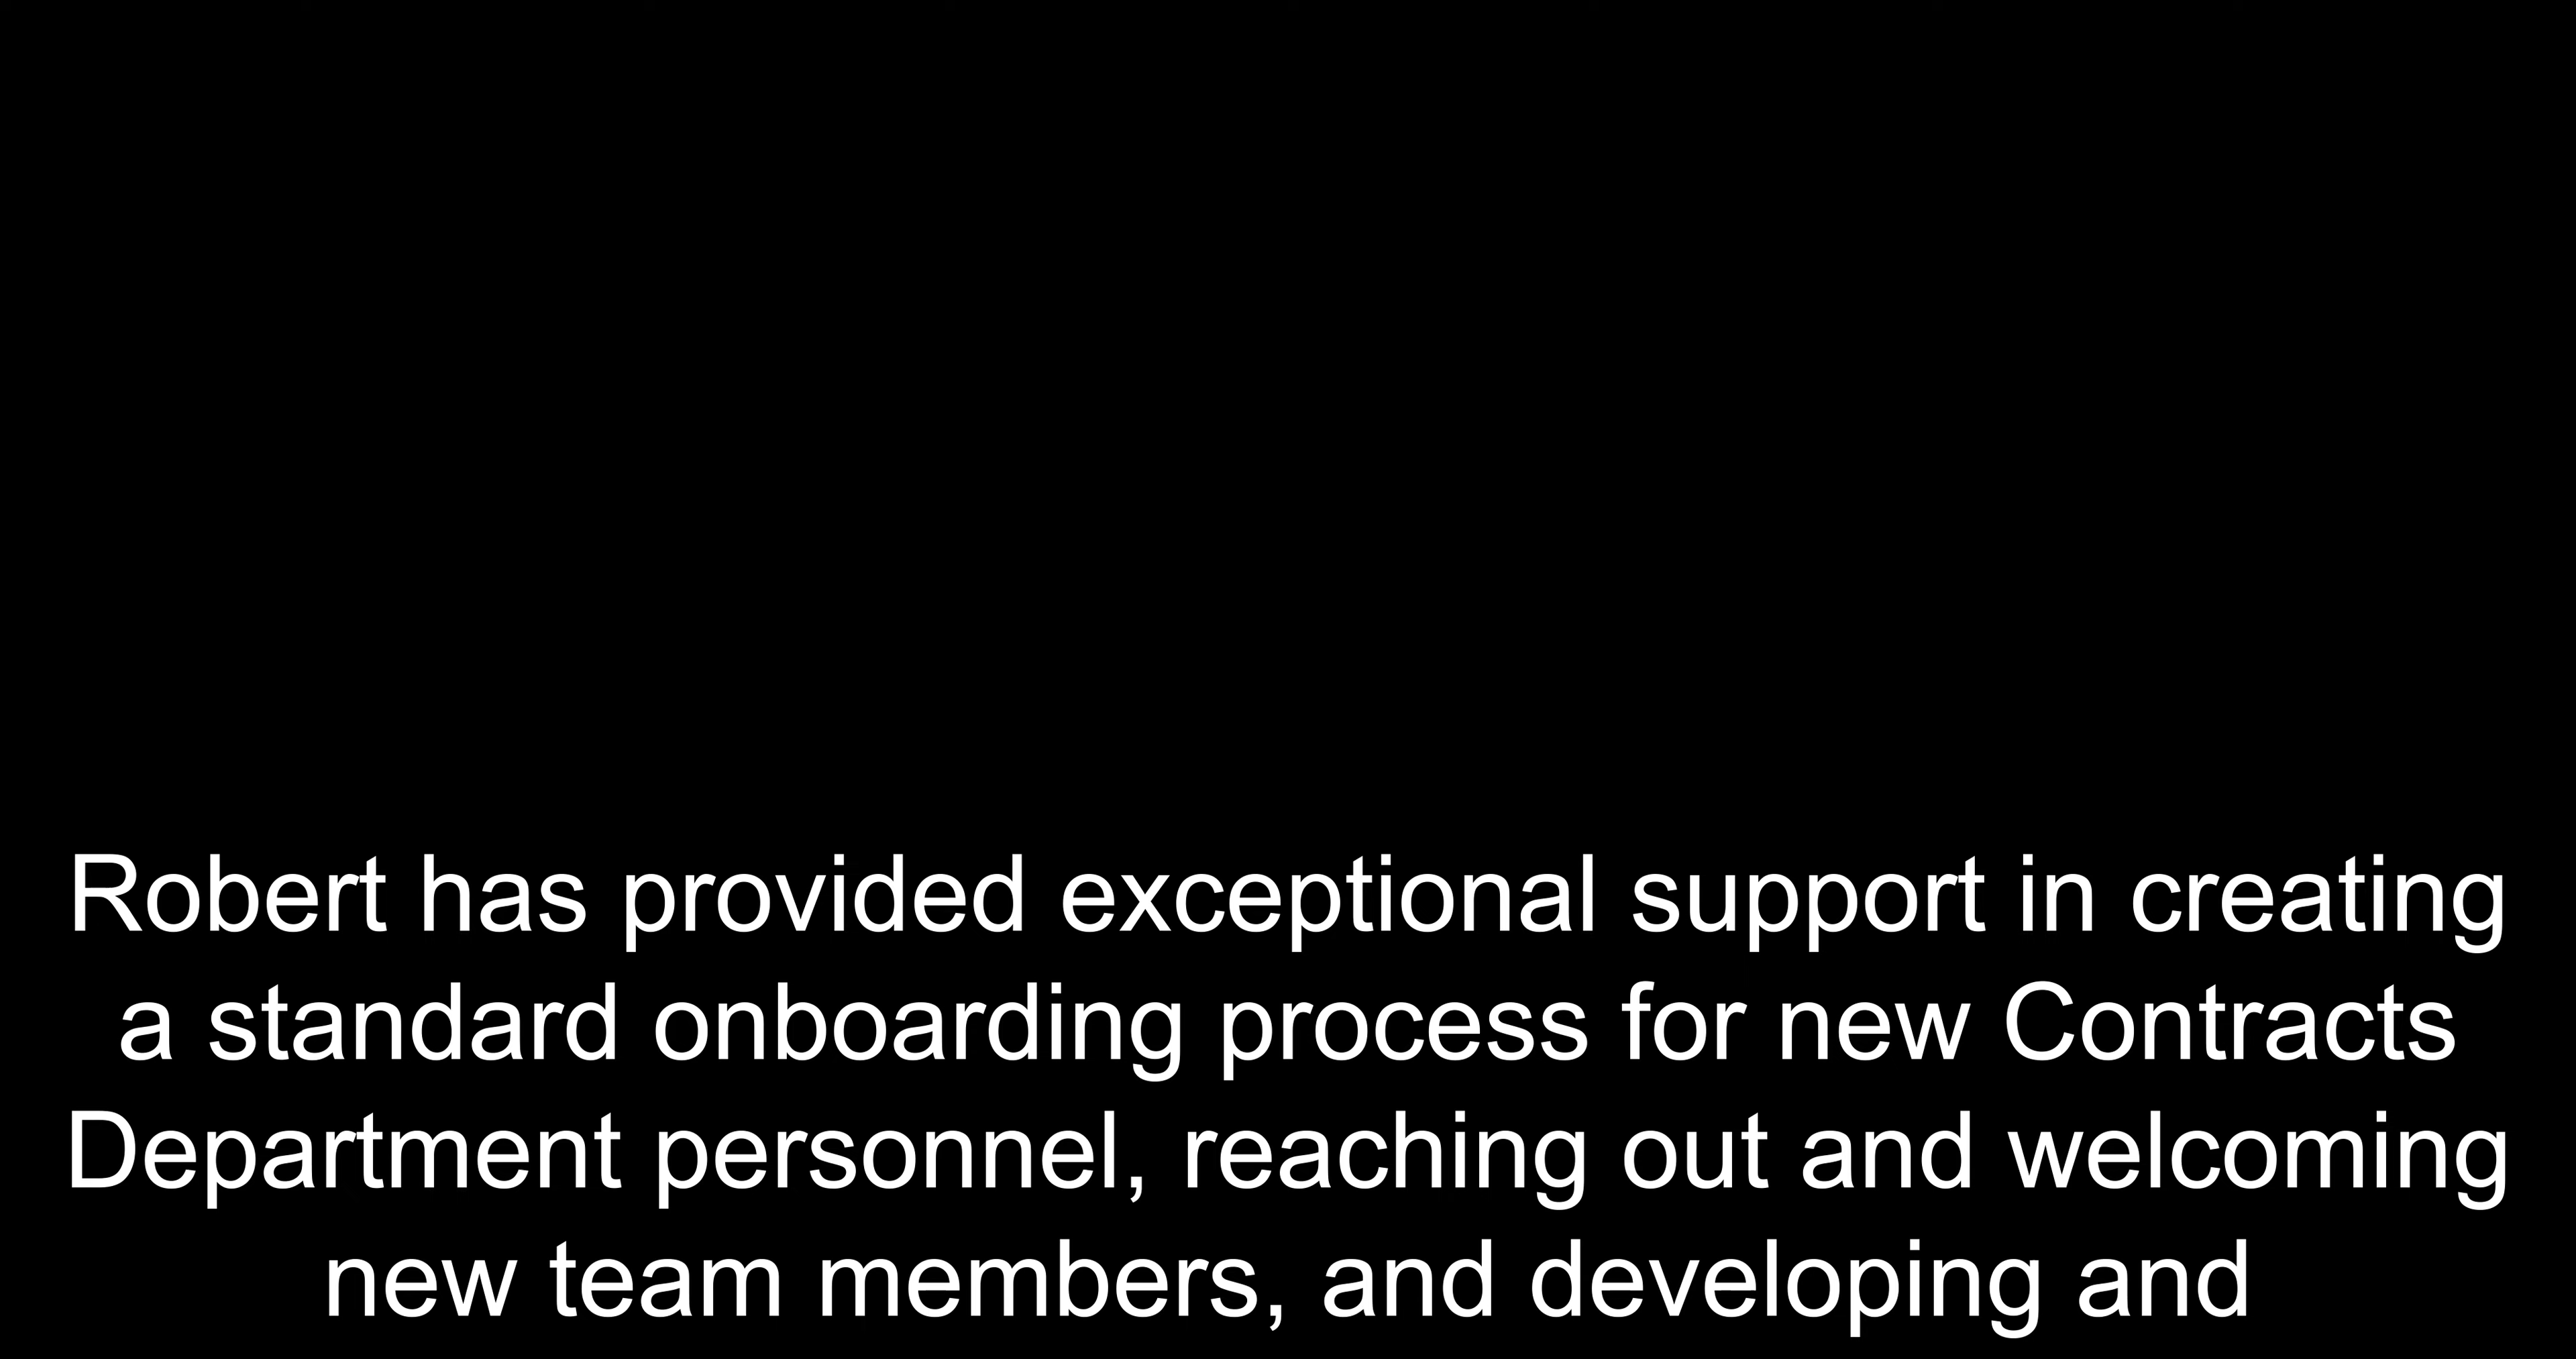 Robert has provided exceptional support in creating
a standard onboarding process for new Contracts
Department personnel, reaching out and welcoming
new team members, and developing and